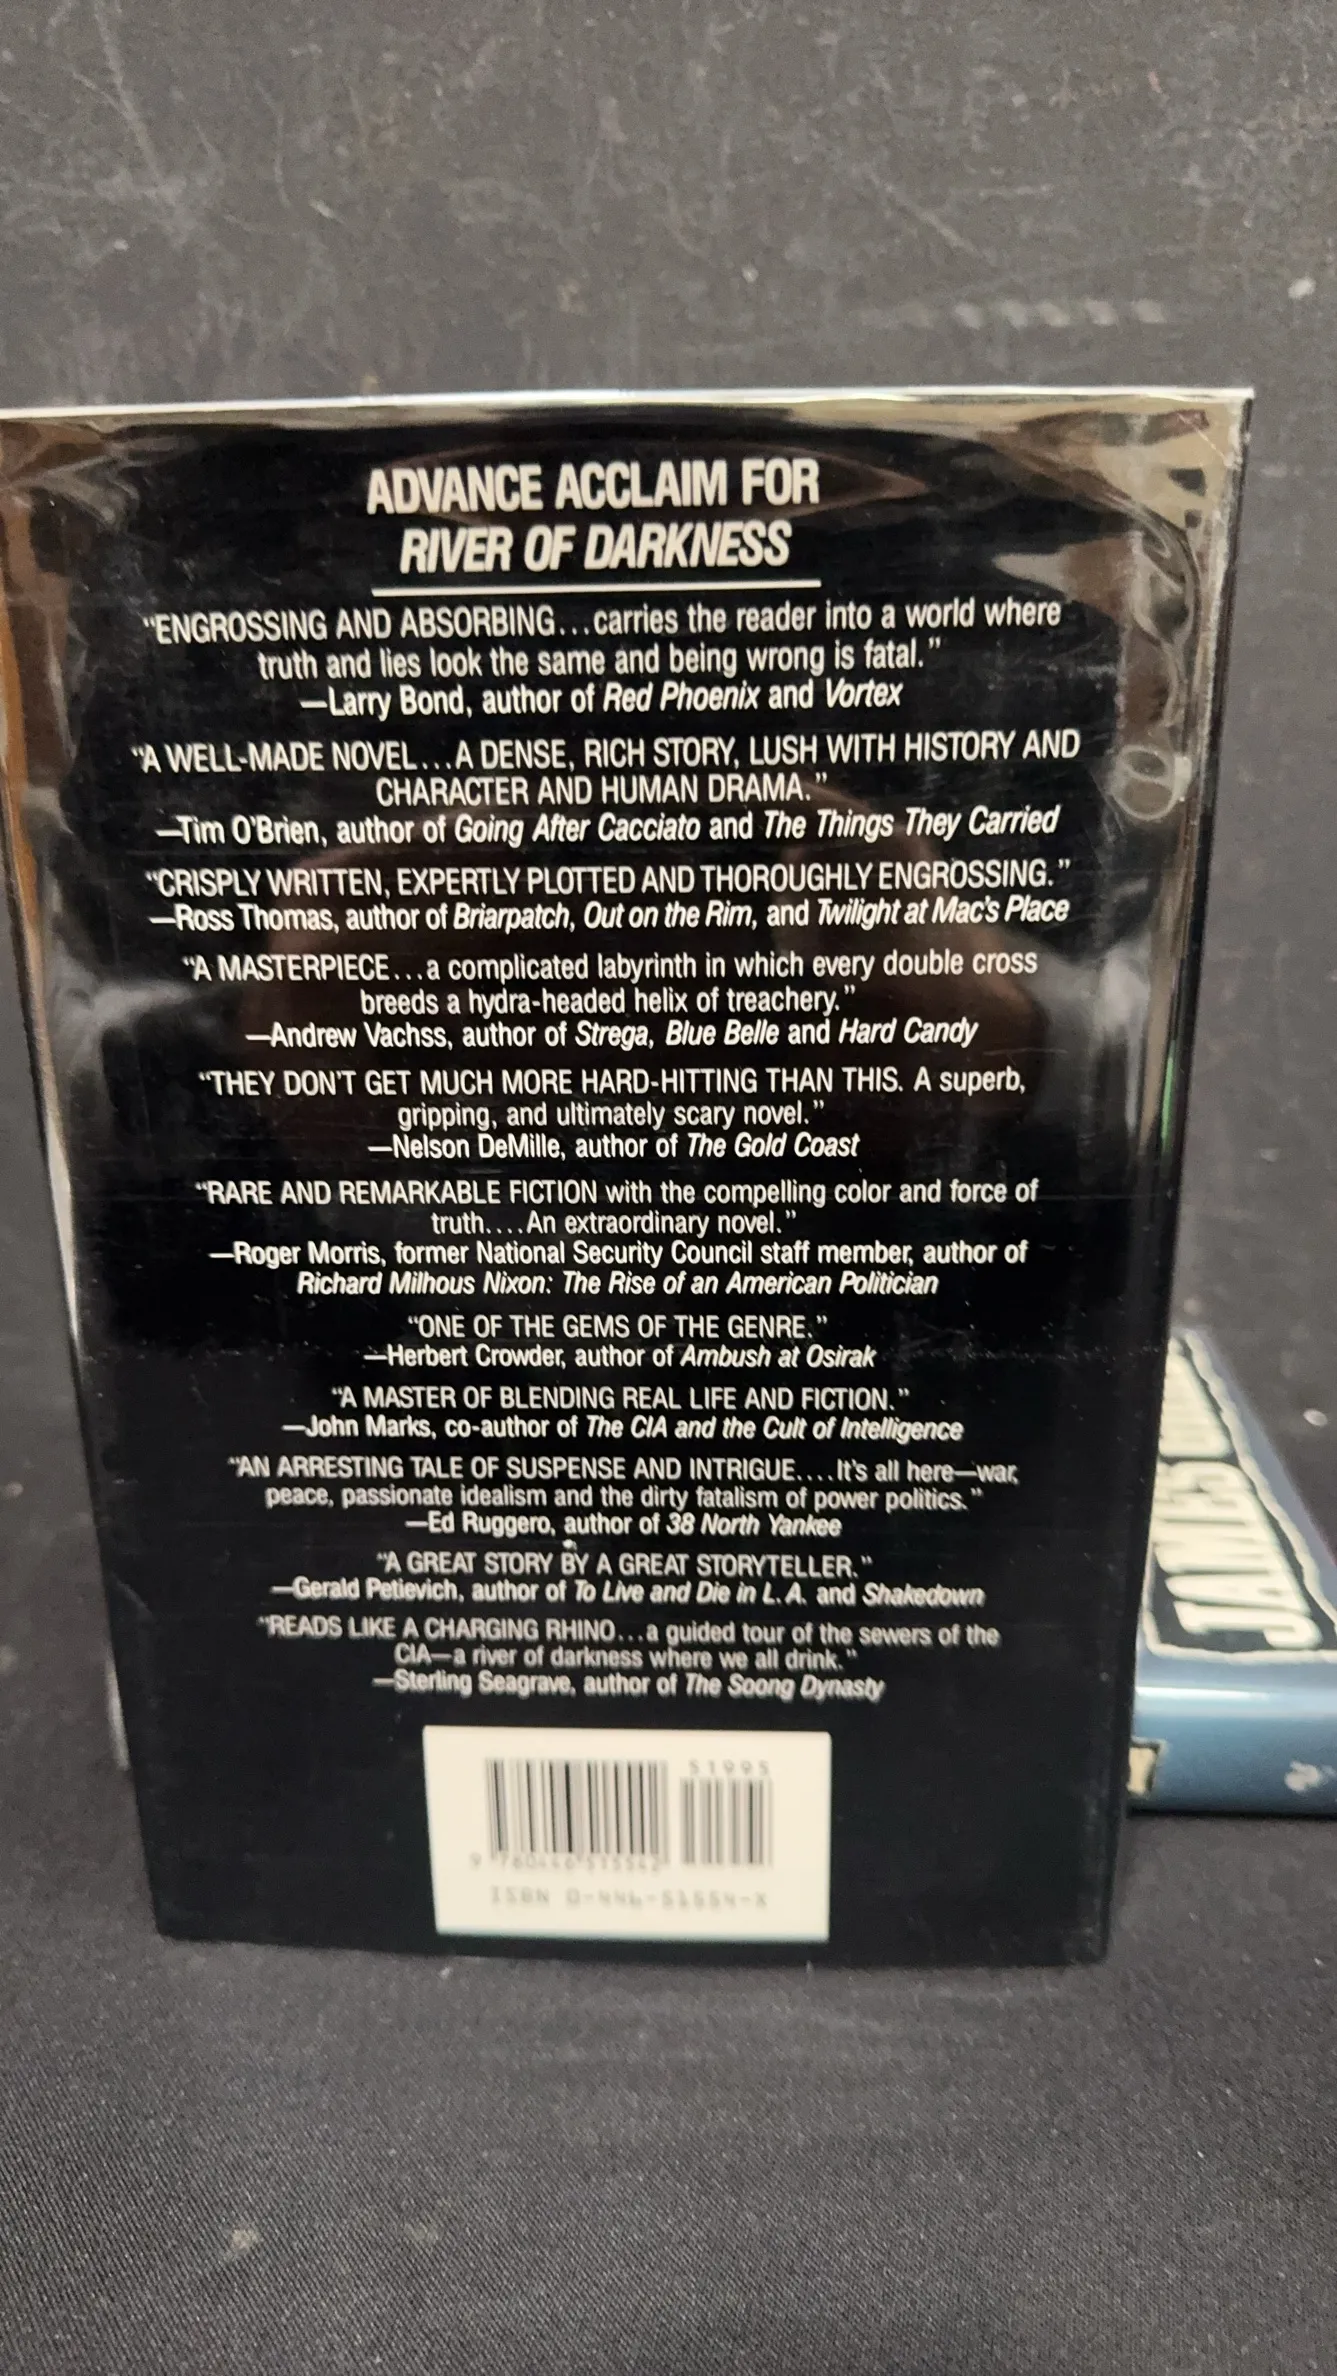 ADVANCE ACCLAIM FOR
RIVER OF DARKNESS
“ENGROSSING AND ABSORBING...carries the reader into a world where
truth and lies look the same and being wrong is fatal.”
—Larry Bond, author of Red Phoenix and Vortex
“A WELL-MADE NOVEL...A DENSE, RICH STORY, LUSH WITH HISTORY AND
CHARACTER AND HUMAN DRAMA.”
—Tim O’Brien, author of Going After Cacciato and The Things They Carried
“CRISPLY WRITTEN, EXPERTLY PLOTTED AND THOROUGHLY ENGROSSING.”
—Ross Thomas, author of Briarpatch, Out on the Rim, and Twilight at Mac’s Place
“A MASTERPIECE...a complicated labyrinth in which every double cross
breeds a hydra-headed helix of treachery.”
—Andrew Vachss, author of Strega, Blue Belle and Hard Candy
“THEY DON’T GET MUCH MORE HARD-HITTING THAN THIS. A superb,
gripping, and ultimately scary novel.”
—Nelson DeMille, author of The Gold Coast
“RARE AND REMARKABLE FICTION with the compelling color and force of
truth....An extraordinary novel.”
—Roger Morris, former National Security Council staff member, author of
Richard Milhous Nixon: The Rise of an American Politician
“ONE OF THE GEMS OF THE GENRE.”
—Herbert Crowder, author of Ambush at Osirak
“A MASTER OF BLENDING REAL LIFE AND FICTION.”
—John Marks, co-author of The CIA and the Cult of Intelligence
“AN ARRESTING TALE OF SUSPENSE AND INTRIGUE....It’s all here—war,
peace, passionate idealism and the dirty fatalism of power politics.”
—Ed Ruggero, author of 38 North Yankee
“A GREAT STORY BY A GREAT STORYTELLER.”
—Gerald Petievich, author of To Live and Die in L.A. and Shakedown
“READS LIKE A CHARGING RHINO...a guided tour of the sewers of the
CIA—a river of darkness where we all drink.”
—Sterling Seagrave, author of The Soong Dynasty
51995
9 780446 515542
ISBN 0-446-51554-X
JAMES